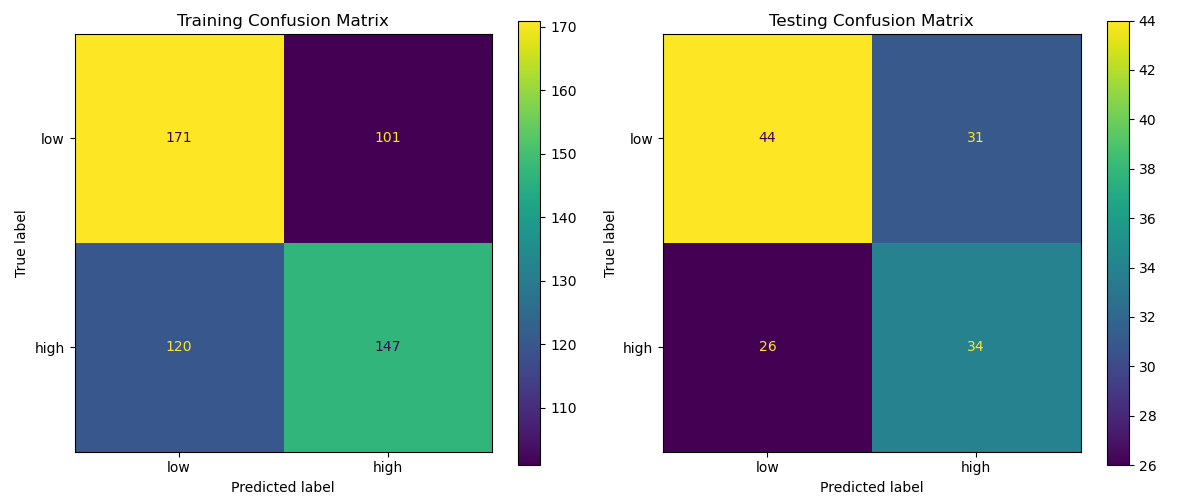 Training Confusion Matrix
True label
low
high
171
101
120
147
low
high
Predicted label
170
160
150
140
130
120
110
Testing Confusion Matrix
True label
low
high
44
31
26
34
low
high
Predicted label
44
42
40
38
36
34
32
30
28
26